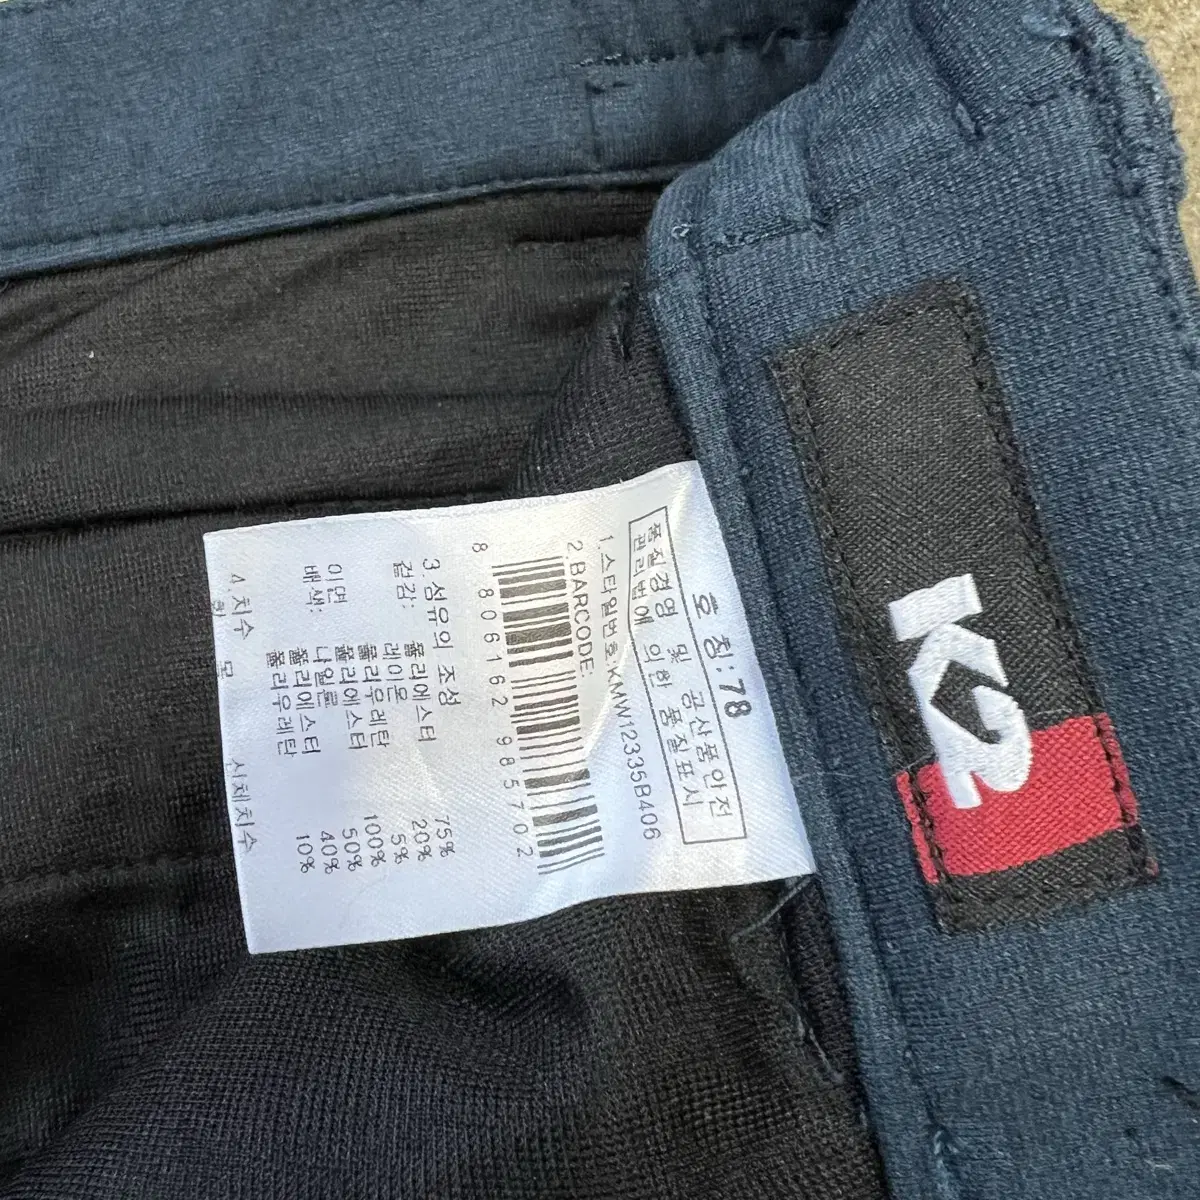 호칭:78
품질경영 및 공산품안전
관리법에 의한 품질표시
1.스타일번호:KMW12335B406
2.BARCODE:
8 806162 985702
3.섬유의 조성
겉감: 폴리에스터 75%
레이온 20%
폴리우레탄 5%
이면 폴리에스터 100%
배색: 나일론 50%
폴리에스터 40%
폴리우레탄 10%
4.치수
항 목 신체치수
K2